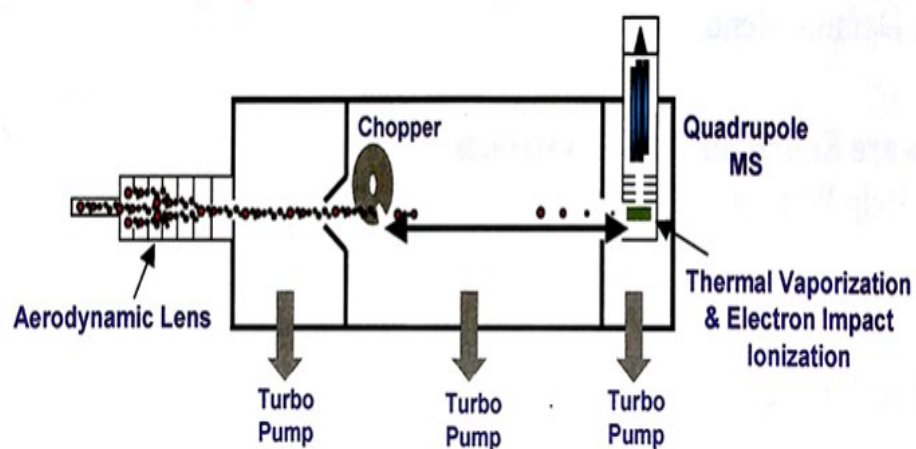 Chopper
Quadrupole
MS
Aerodynamic Lens
Thermal Vaporization
& Electron Impact
Ionization
Turbo
Pump
Turbo
Pump
Turbo
Pump